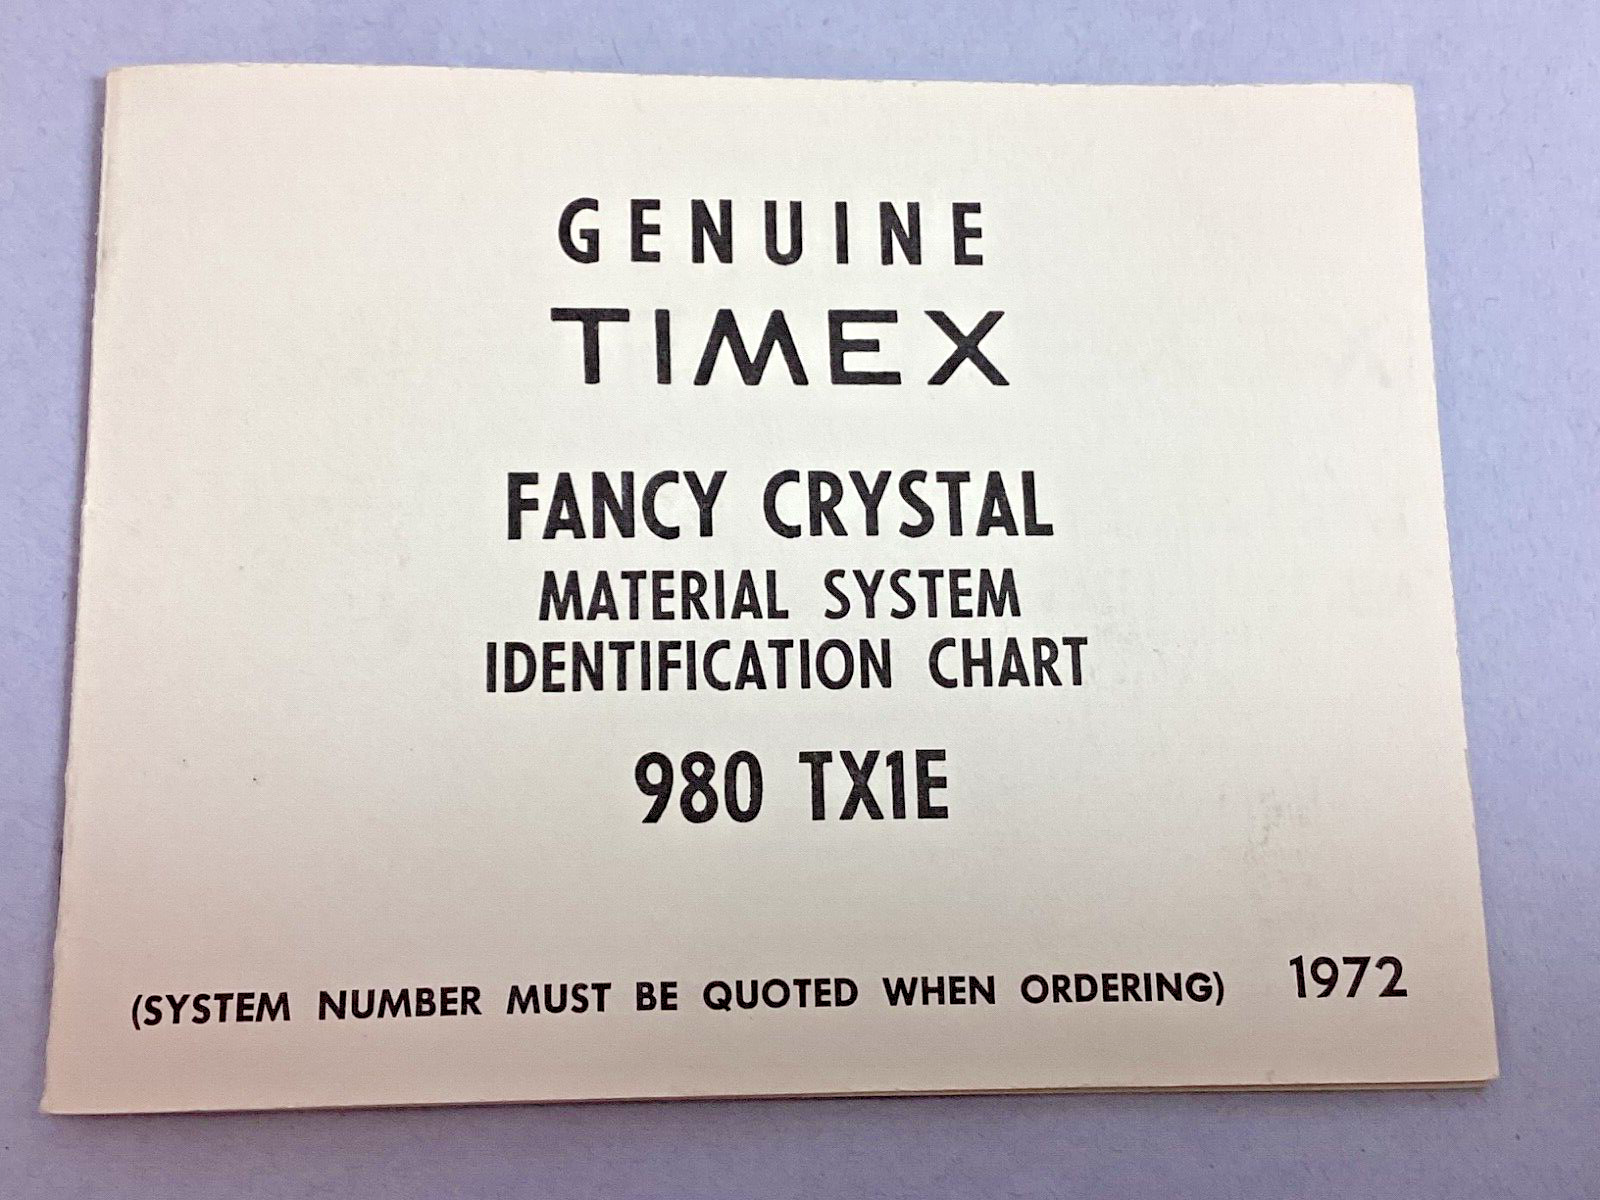 GENUINE
TIMEX
FANCY CRYSTAL
MATERIAL SYSTEM
IDENTIFICATION CHART
980 TX1E
(SYSTEM NUMBER MUST BE QUOTED WHEN ORDERING) 1972